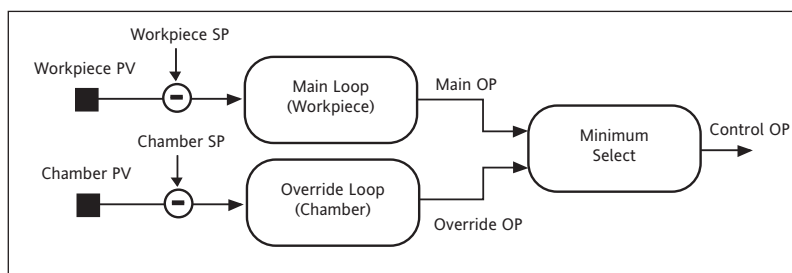 Workpiece SP
Workpiece PV
Main Loop
(Workpiece)
Main OP
Chamber SP
Chamber PV
Override Loop
(Chamber)
Override OP
Minimum
Select
Control OP